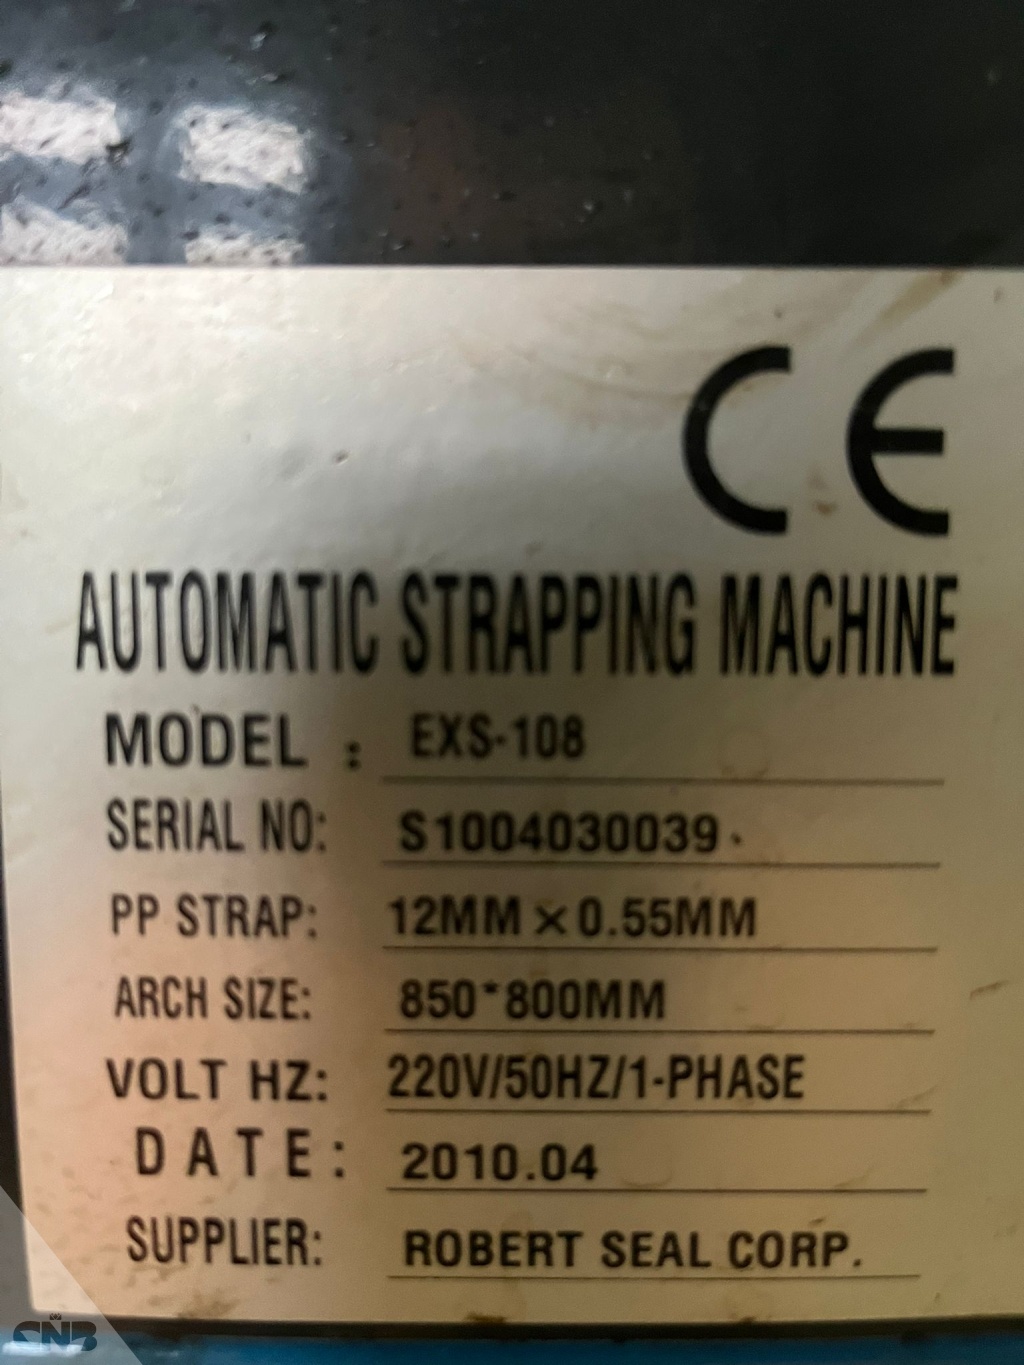 CE
AUTOMATIC STRAPPING MACHINE
MODEL : EXS-108
SERIAL NO: S1004030039.
PP STRAP: 12MM × 0.55MM
ARCH SIZE: 850*800MM
VOLT HZ: 220V/50HZ/1-PHASE
DATE: 2010.04
SUPPLIER: ROBERT SEAL CORP.
CNB